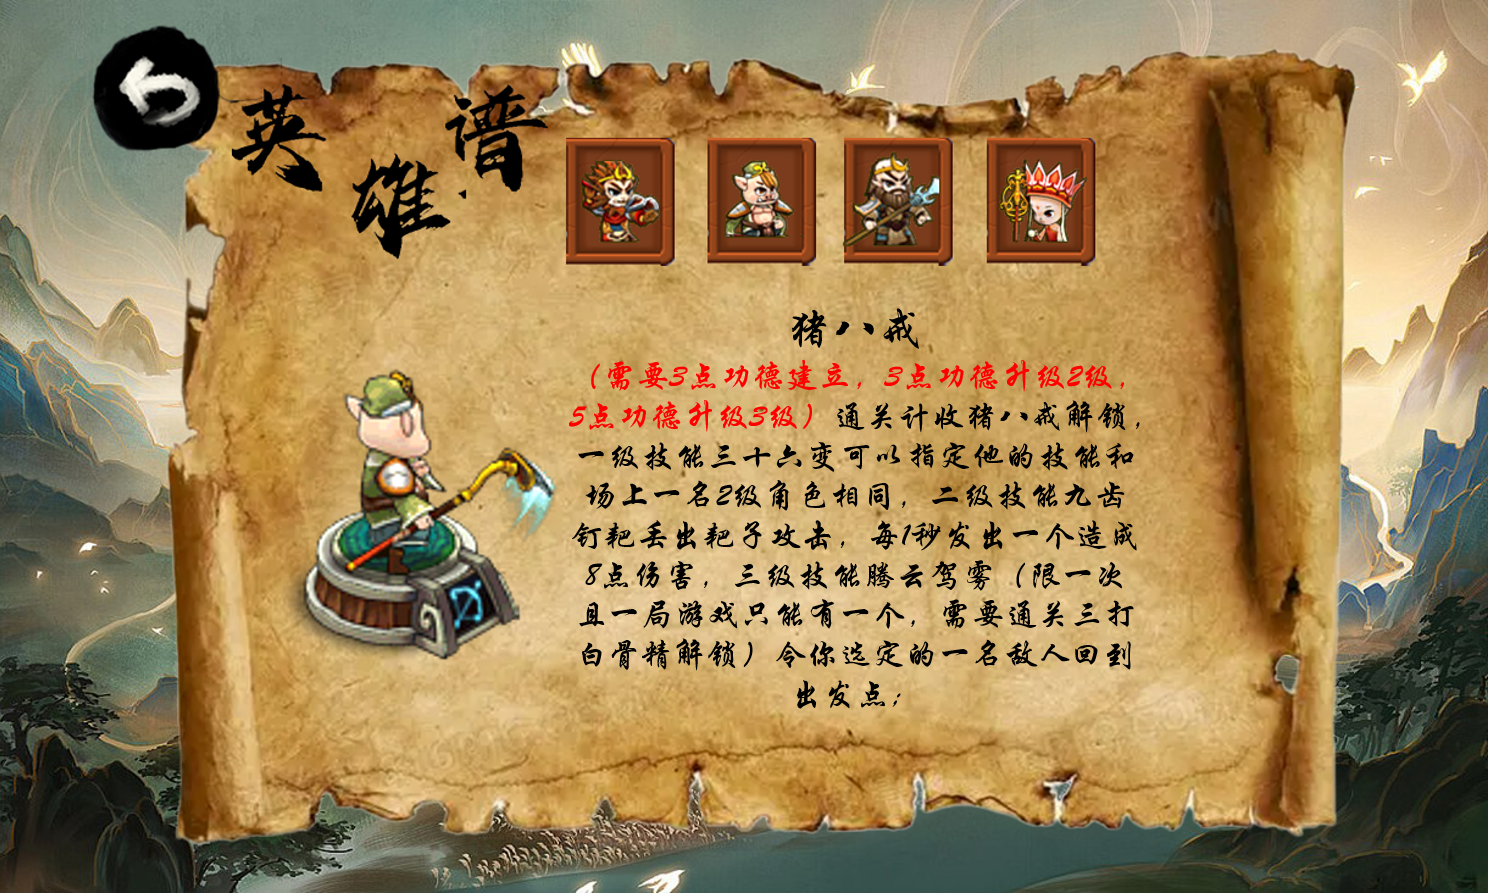 英雄谱
猪八戒
（需要3点功德建立，3点功德升级2级，
5点功德升级3级）通关计收猪八戒解锁，
一级技能三十六变可以指定他的技能和
场上一名2级角色相同，二级技能九齿
钉耙丢出耙子攻击，每1秒发出一个造成
8点伤害，三级技能腾云驾雾（限一次
且一局游戏只能有一个，需要通关三打
白骨精解锁）令你选定的一名敌人回到
出发点；